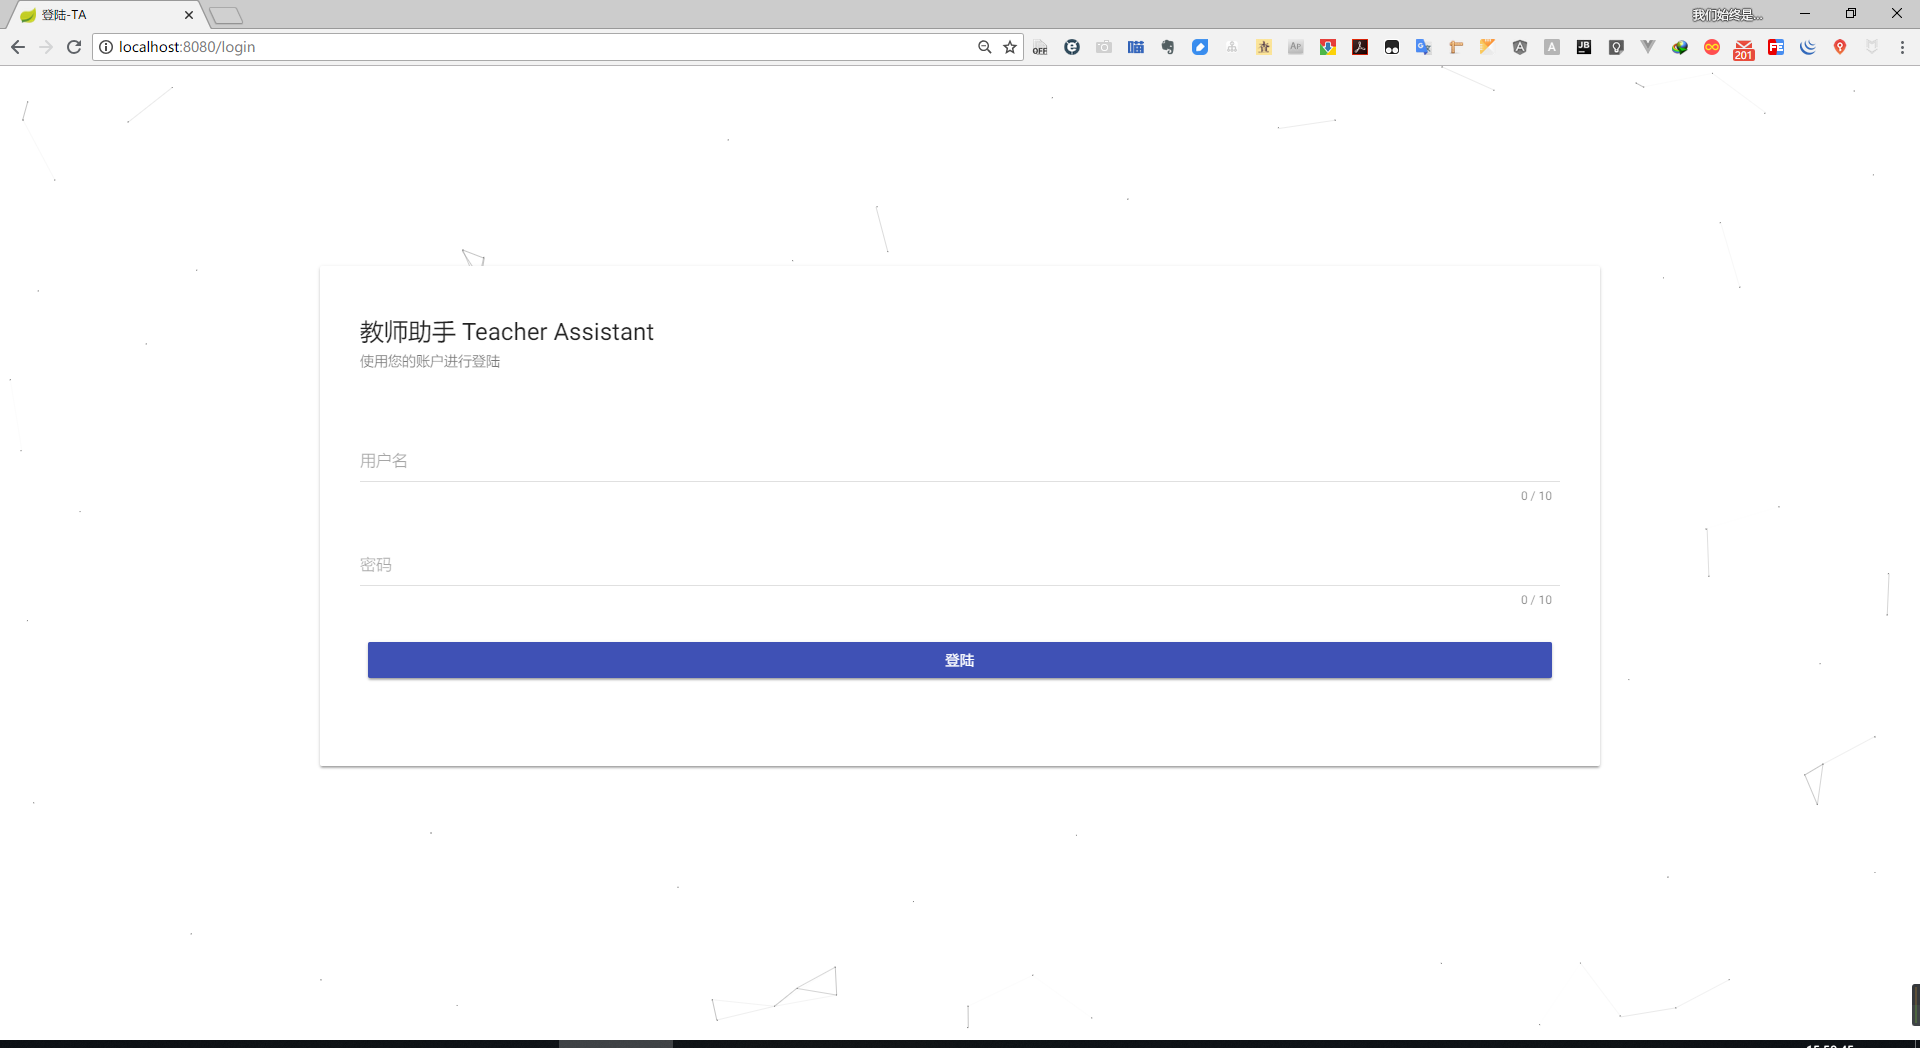 登陆-TA
我们始终是...
localhost:8080/login
OFF
201
教师助手 Teacher Assistant
使用您的账户进行登陆
用户名
0 / 10
密码
0 / 10
登陆